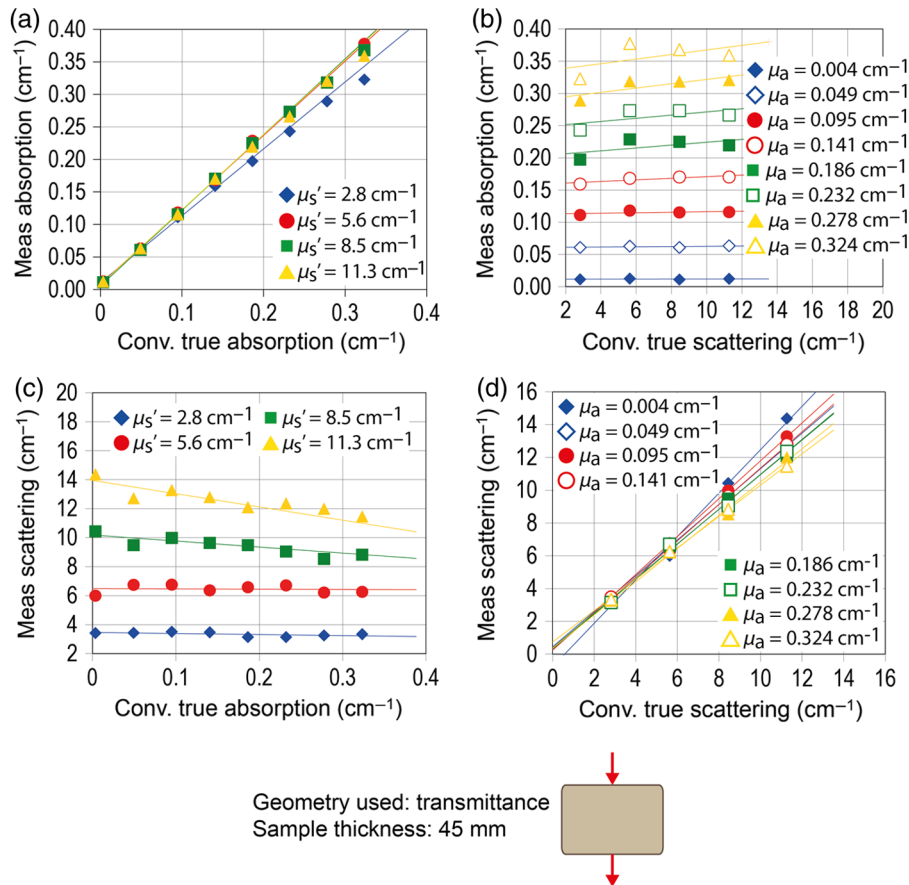 (a)
Meas absorption (cm⁻¹)
0.40
0.35
0.30
0.25
0.20
0.15
0.10
0.05
0.00
μs′ = 2.8 cm⁻¹
μs′ = 5.6 cm⁻¹
μs′ = 8.5 cm⁻¹
μs′ = 11.3 cm⁻¹
0 0.1 0.2 0.3 0.4
Conv. true absorption (cm⁻¹)
(b)
Meas absorption (cm⁻¹)
0.40
0.35
0.30
0.25
0.20
0.15
0.10
0.05
0.00
μa = 0.004 cm⁻¹
μa = 0.049 cm⁻¹
μa = 0.095 cm⁻¹
μa = 0.141 cm⁻¹
μa = 0.186 cm⁻¹
μa = 0.232 cm⁻¹
μa = 0.278 cm⁻¹
μa = 0.324 cm⁻¹
2 4 6 8 10 12 14 16 18 20
Conv. true scattering (cm⁻¹)
(c)
Meas scattering (cm⁻¹)
20
18
16
14
12
10
8
6
4
2
μs′ = 2.8 cm⁻¹ μs′ = 8.5 cm⁻¹
μs′ = 5.6 cm⁻¹ μs′ = 11.3 cm⁻¹
0 0.1 0.2 0.3 0.4
Conv. true absorption (cm⁻¹)
(d)
Meas scattering (cm⁻¹)
16
14
12
10
8
6
4
2
0
μa = 0.004 cm⁻¹
μa = 0.049 cm⁻¹
μa = 0.095 cm⁻¹
μa = 0.141 cm⁻¹
μa = 0.186 cm⁻¹
μa = 0.232 cm⁻¹
μa = 0.278 cm⁻¹
μa = 0.324 cm⁻¹
0 2 4 6 8 10 12 14 16
Conv. true scattering (cm⁻¹)
Geometry used: transmittance
Sample thickness: 45 mm